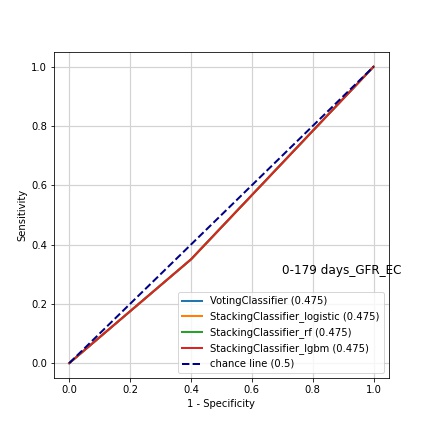 1.0
0.8
0.6
0.4
0.2
0.0
Sensitivity
0-179 days_GFR_EC
VotingClassifier (0.475)
StackingClassifier_logistic (0.475)
StackingClassifier_rf (0.475)
StackingClassifier_lgbm (0.475)
chance line (0.5)
0.0 0.2 0.4 0.6 0.8 1.0
1 - Specificity